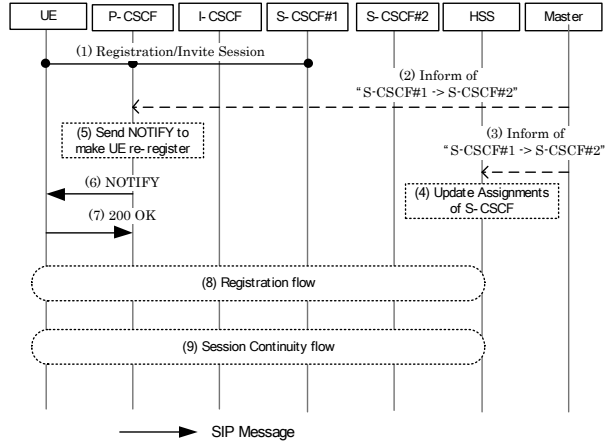 UE P-CSCF I-CSCF S-CSCF#1 S-CSCF#2 HSS Master
(1) Registration/Invite Session
(2) Inform of
“S-CSCF#1 -> S-CSCF#2”
(3) Inform of
“S-CSCF#1 -> S-CSCF#2”
(5) Send NOTIFY to
make UE re-register
(6) NOTIFY
(4) Update Assignments
of S-CSCF
(7) 200 OK
(8) Registration flow
(9) Session Continuity flow
SIP Message